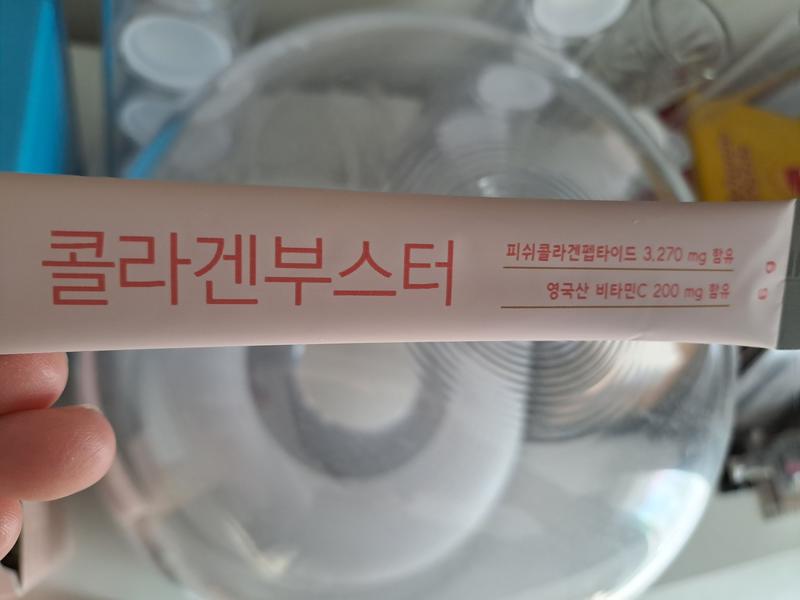 콜라겐부스터
피쉬콜라겐펩타이드 3,270 mg 함유
영국산 비타민C 200 mg 함유